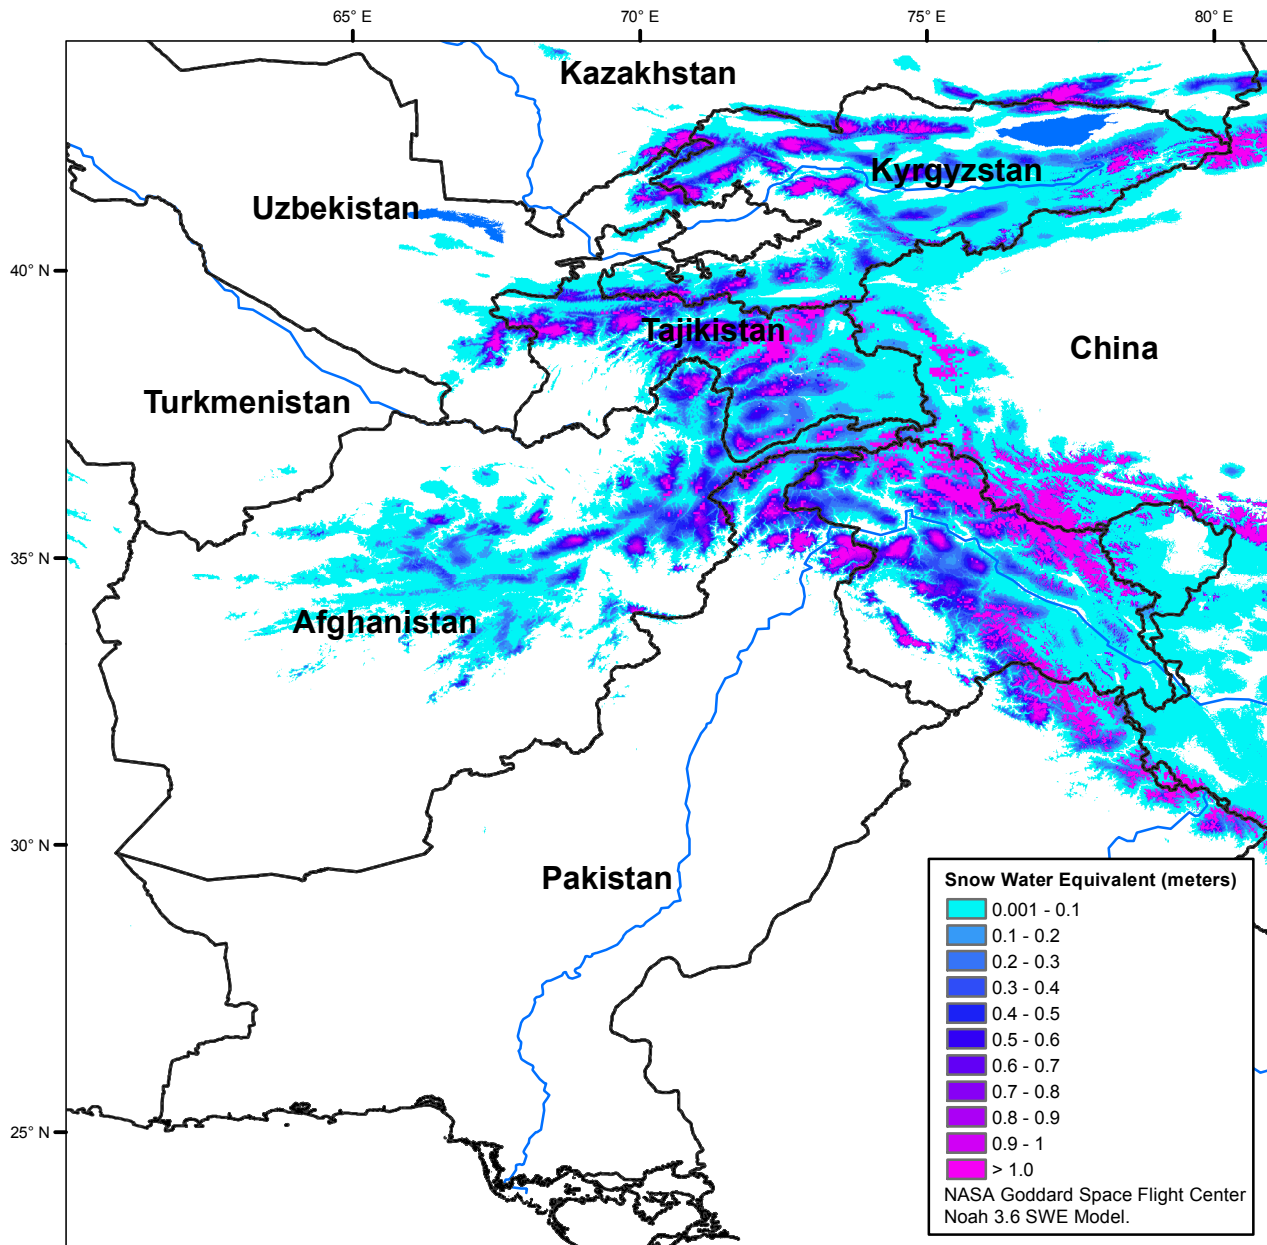 65° E
70° E
75° E
80° E
Kazakhstan
Kyrgyzstan
Uzbekistan
40° N
Tajikistan
China
Turkmenistan
35° N
Afghanistan
30° N
Pakistan
25° N
Snow Water Equivalent (meters)
0.001 - 0.1
0.1 - 0.2
0.2 - 0.3
0.3 - 0.4
0.4 - 0.5
0.5 - 0.6
0.6 - 0.7
0.7 - 0.8
0.8 - 0.9
0.9 - 1
> 1.0
NASA Goddard Space Flight Center
Noah 3.6 SWE Model.